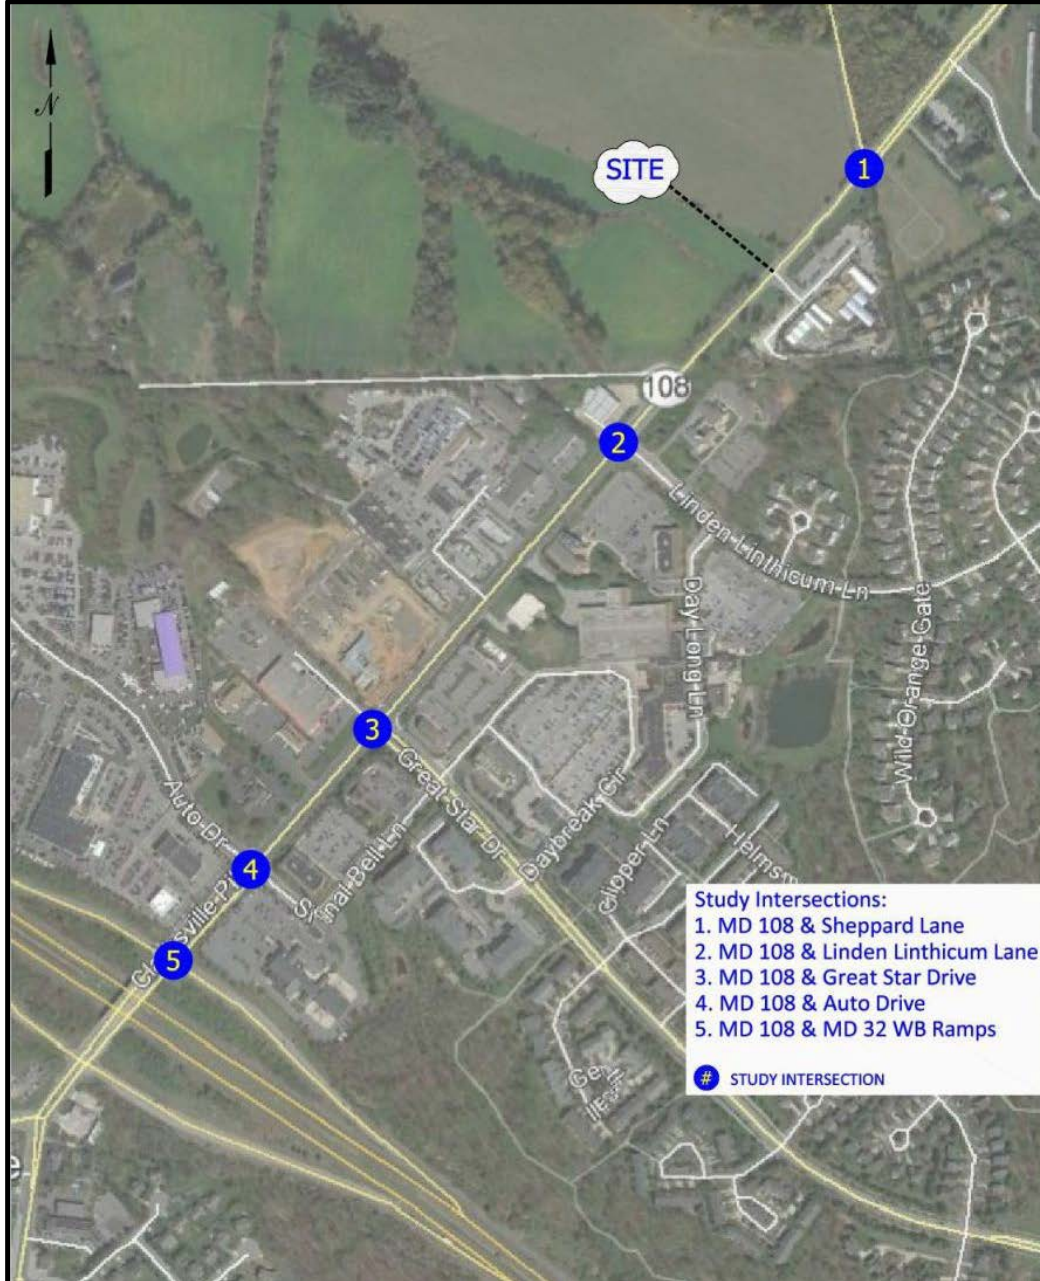 N
SITE
1
108
2
Linden Linthicum Ln
Day Long Ln
Wild Orange Gate
3
Great Star Dr
Auto Dr
Daybreak Cir
Clipper Ln
4
Bell Ln
5
Study Intersections:
1. MD 108 & Sheppard Lane
2. MD 108 & Linden Linthicum Lane
3. MD 108 & Great Star Drive
4. MD 108 & Auto Drive
5. MD 108 & MD 32 WB Ramps
# STUDY INTERSECTION